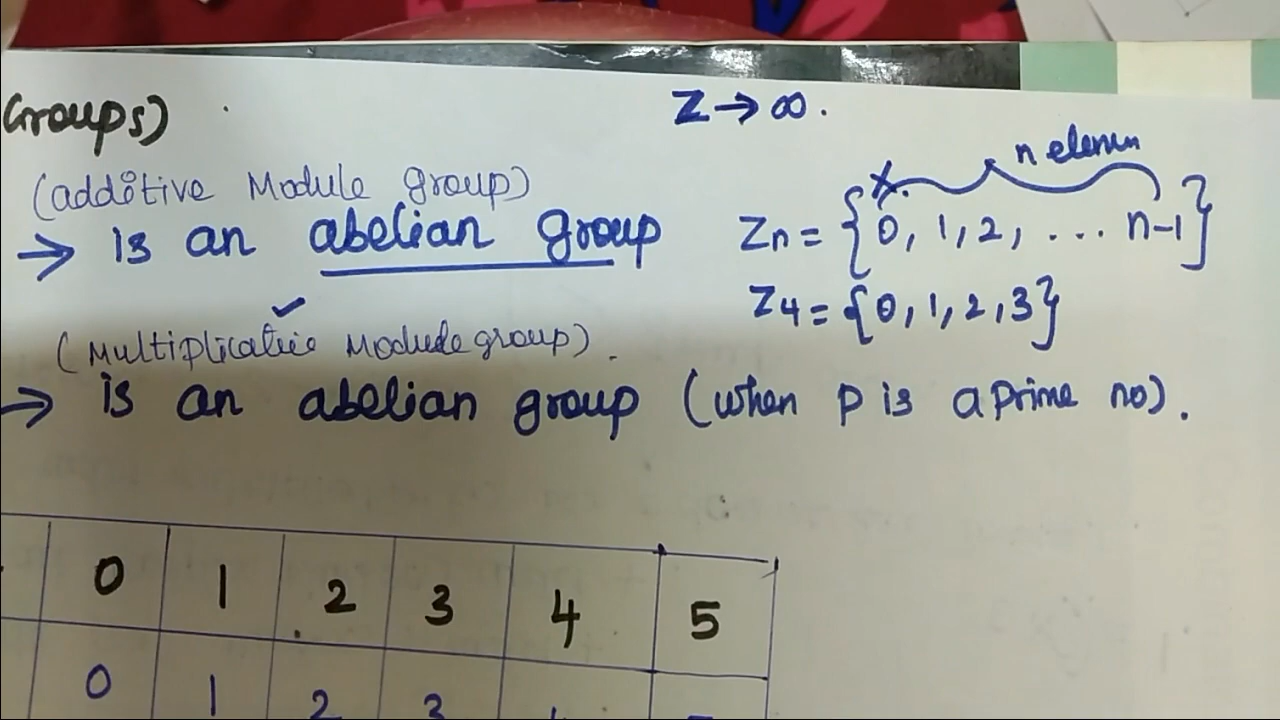 Groups)
Z → ∞.
(additive Module group)
n elemen
→ is an abelian group
Zn = {0, 1, 2, ... n-1}
Z4 = {0, 1, 2, 3}
(Multiplicative Module group).
→ is an abelian group (when p is a prime no).
0 1 2 3 4 5
0 1 2 3